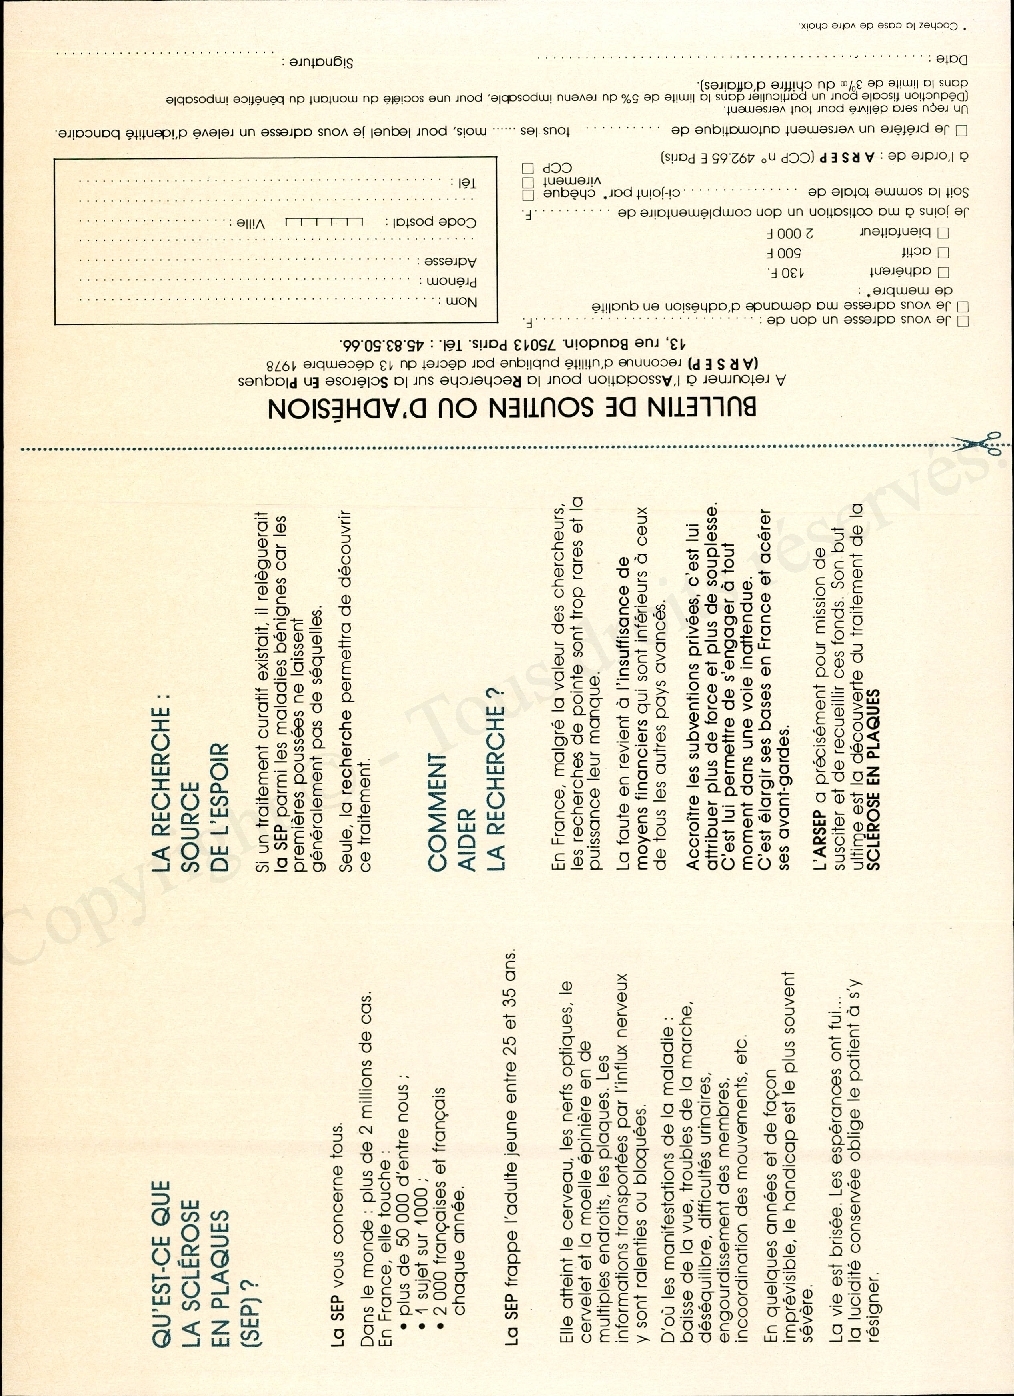 QU'EST-CE QUE
LA SCLÉROSE
EN PLAQUES
(SEP) ?
La SEP vous concerne tous.
Dans le monde : plus de 2 millions de cas.
En France, elle touche :
• plus de 50 000 d'entre nous ;
• 1 sujet sur 1000 ;
• 2 000 françaises et français
chaque année.
La SEP frappe l'adulte jeune entre 25 et 35 ans.
Elle atteint le cerveau, les nerfs optiques, le
cervelet et la moelle épinière en de
multiples endroits, les plaques. Les
informations transportées par l'influx nerveux
y sont ralenties ou bloquées.
D'où les manifestations de la maladie :
baisse de la vue, troubles de la marche,
déséquilibre, difficultés urinaires,
engourdissement des membres,
incoordination des mouvements, etc.
En quelques années et de façon
imprévisible, le handicap est le plus souvent
sévère.
La vie est brisée. Les espérances ont fui...
la lucidité conservée oblige le patient à s'y
résigner.
LA RECHERCHE :
SOURCE
DE L'ESPOIR
Si un traitement curatif existait, il relèguerait
la SEP parmi les maladies bénignes car les
premières poussées ne laissent
généralement pas de séquelles.
Seule, la recherche permettra de découvrir
ce traitement.
COMMENT
AIDER
LA RECHERCHE ?
En France, malgré la valeur des chercheurs,
les recherches de pointe sont trop rares et la
puissance leur manque.
La faute en revient à l'insuffisance de
moyens financiers qui sont inférieurs à ceux
de tous les autres pays avancés.
Accroître les subventions privées, c'est lui
attribuer plus de force et plus de souplesse.
C'est lui permettre de s'engager à tout
moment dans une voie inattendue.
C'est élargir ses bases en France et acérer
ses avant-gardes.
L'ARSEP a précisément pour mission de
susciter et de recueillir ces fonds. Son but
ultime est la découverte du traitement de la
SCLÉROSE EN PLAQUES
BULLETIN DE SOUTIEN OU D'ADHÉSION
A retourner à l'Association pour la Recherche sur la Sclérose En Plaques
(A R S E P) reconnue d'utilité publique par décret du 13 décembre 1978
13, rue Baudoin. 75013 Paris. Tél. : 45.83.50.66.
□ Je vous adresse un don de : ..............................F.
□ Je vous adresse ma demande d'adhésion en qualité
de membre* :
□ adhérent 130 F.
□ actif 500 F
□ bienfaiteur 2 000 F
Je joins à ma cotisation un don complémentaire de ..........F.
Soit la somme totale de .................. ci-joint par* chèque □
virement □
à l'ordre de : A R S E P (CCP n° 492.65 E Paris) CCP □
Nom : ..............................
Prénom : ..............................
Adresse : ..............................
Code postal : Ville : ....................
Tél : ..............................
□ Je préfère un versement automatique de ........... tous les ...... mois, pour lequel je vous adresse un relevé d'identité bancaire.
Un reçu sera délivré pour tout versement.
(Déduction fiscale pour un particulier dans la limite de 5% du revenu imposable, pour une société du montant du bénéfice imposable
dans la limite de 3‰ du chiffre d'affaires).
Date : .............................. Signature : ..............................
* Cochez la case de votre choix.
Copyright - Tous droits réservés.